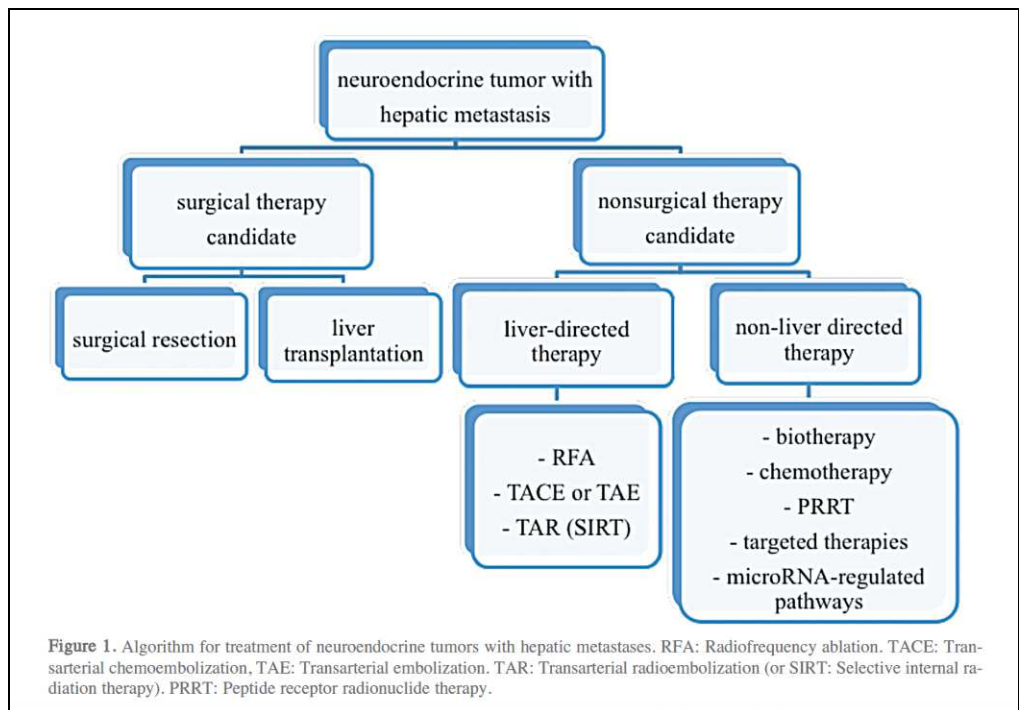 neuroendocrine tumor with
hepatic metastasis
surgical therapy
candidate
nonsurgical therapy
candidate
surgical resection
liver
transplantation
liver-directed
therapy
non-liver directed
therapy
- RFA
- TACE or TAE
- TAR (SIRT)
- biotherapy
- chemotherapy
- PRRT
- targeted therapies
- microRNA-regulated
pathways
Figure 1. Algorithm for treatment of neuroendocrine tumors with hepatic metastases. RFA: Radiofrequency ablation. TACE: Tran-
sarterial chemoembolization, TAE: Transarterial embolization. TAR: Transarterial radioembolization (or SIRT: Selective internal ra-
diation therapy). PRRT: Peptide receptor radionuclide therapy.